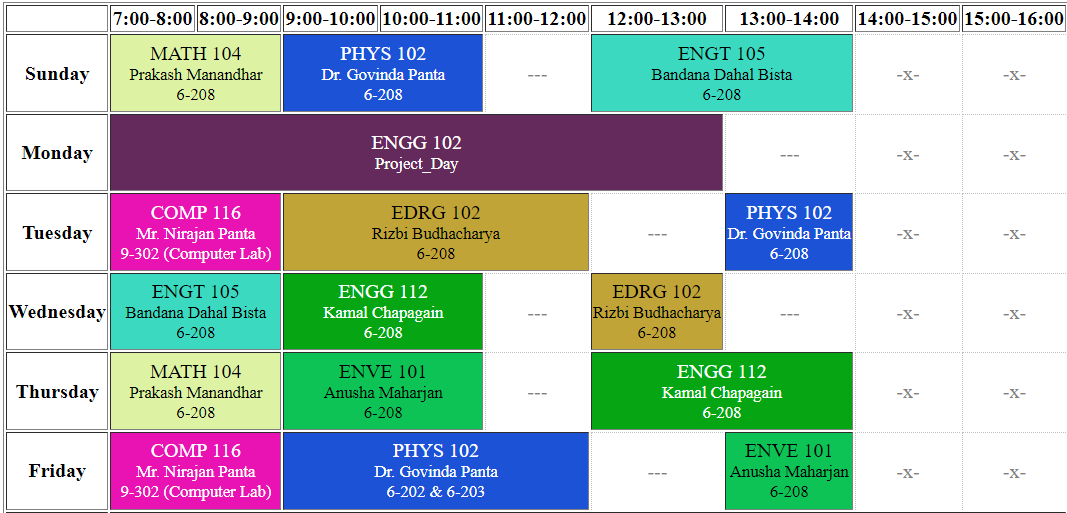 7:00-8:00 8:00-9:00 9:00-10:00 10:00-11:00 11:00-12:00 12:00-13:00 13:00-14:00 14:00-15:00 15:00-16:00
Sunday
MATH 104
Prakash Manandhar
6-208
PHYS 102
Dr. Govinda Panta
6-208
---
ENGT 105
Bandana Dahal Bista
6-208
-x-
-x-
Monday
ENGG 102
Project_Day
---
-x-
-x-
Tuesday
COMP 116
Mr. Nirajan Panta
9-302 (Computer Lab)
EDRG 102
Rizbi Budhacharya
6-208
---
PHYS 102
Dr. Govinda Panta
6-208
-x-
-x-
Wednesday
ENGT 105
Bandana Dahal Bista
6-208
ENGG 112
Kamal Chapagain
6-208
---
EDRG 102
Rizbi Budhacharya
6-208
---
-x-
-x-
Thursday
MATH 104
Prakash Manandhar
6-208
ENVE 101
Anusha Maharjan
6-208
---
ENGG 112
Kamal Chapagain
6-208
-x-
-x-
Friday
COMP 116
Mr. Nirajan Panta
9-302 (Computer Lab)
PHYS 102
Dr. Govinda Panta
6-202 & 6-203
---
ENVE 101
Anusha Maharjan
6-208
-x-
-x-